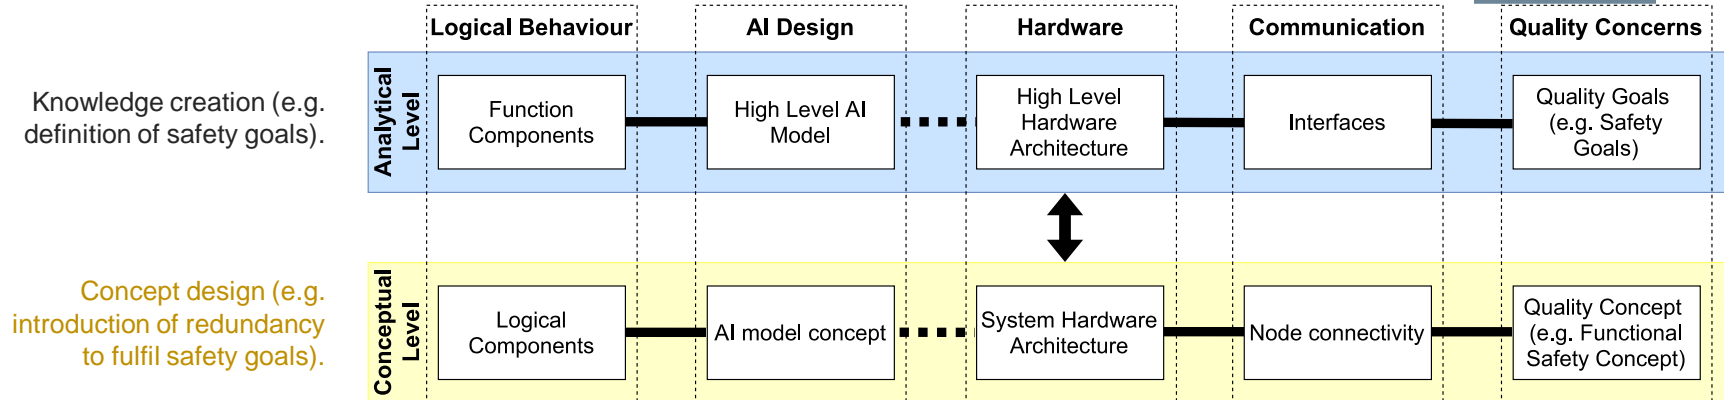 Logical Behaviour
AI Design
Hardware
Communication
Quality Concerns
Knowledge creation (e.g.
definition of safety goals).
Analytical
Level
Function
Components
High Level AI
Model
High Level
Hardware
Architecture
Interfaces
Quality Goals
(e.g. Safety
Goals)
Concept design (e.g.
introduction of redundancy
to fulfil safety goals).
Conceptual
Level
Logical
Components
AI model concept
System Hardware
Architecture
Node connectivity
Quality Concept
(e.g. Functional
Safety Concept)